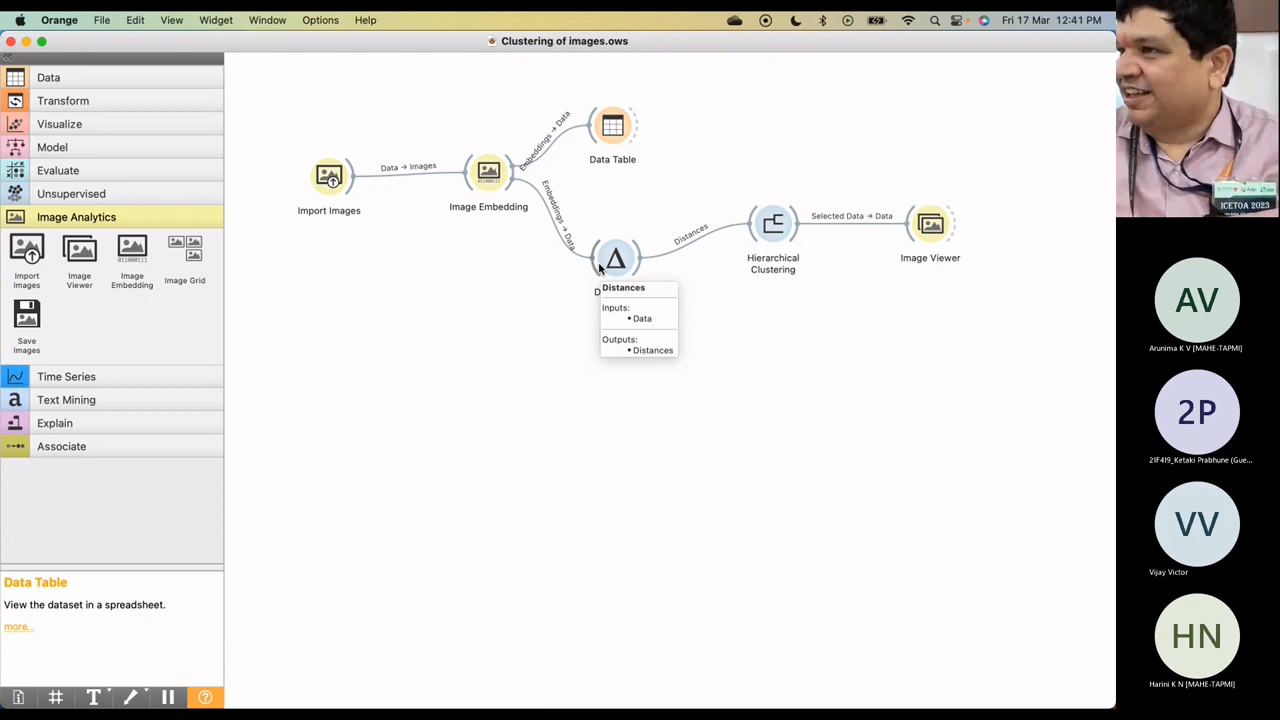 Orange File Edit View Widget Window Options Help
Fri 17 Mar 12:41 PM
Clustering of images.ows
Data
Transform
Visualize
Model
Evaluate
Unsupervised
Image Analytics
Import Images
Image Viewer
Image Embedding
Image Grid
Save Images
Time Series
Text Mining
Explain
Associate
Data Table
View the dataset in a spreadsheet.
more...
Import Images
Data → Images
Image Embedding
Embeddings → Data
Data Table
Embeddings → Data
D
Distances
Inputs:
• Data
Outputs:
• Distances
Distances
Hierarchical
Clustering
Selected Data → Data
Image Viewer
ICETOA 2023
AV
Arunima K V [MAHE-TAPMI]
2P
21F419_Ketaki Prabhune (Gue...
VV
Vijay Victor
HN
Harini K N [MAHE-TAPMI]